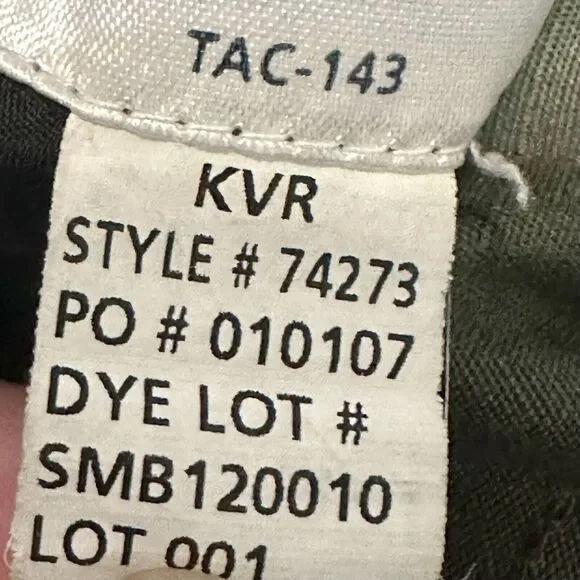 TAC-143
KVR
STYLE # 74273
PO # 010107
DYE LOT #
SMB120010
LOT 001